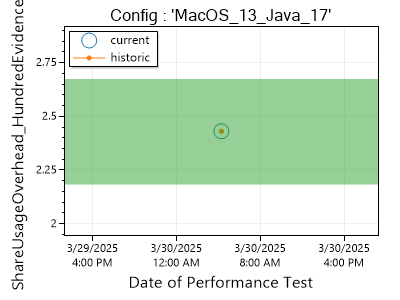 Config : 'MacOS_13_Java_17'
current
historic
ShareUsageOverhead_HundredEvidence
2.75
2.5
2.25
2
3/29/2025 3/30/2025 3/30/2025 3/30/2025
4:00 PM 12:00 AM 8:00 AM 4:00 PM
Date of Performance Test